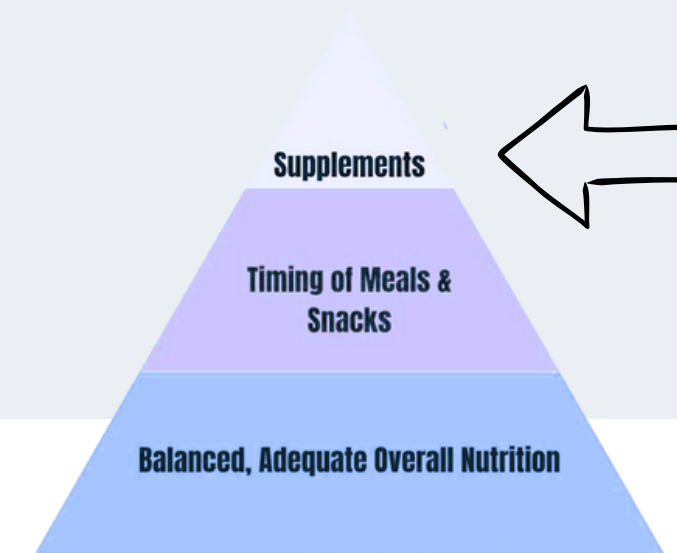 Supplements
Timing of Meals &
Snacks
Balanced, Adequate Overall Nutrition